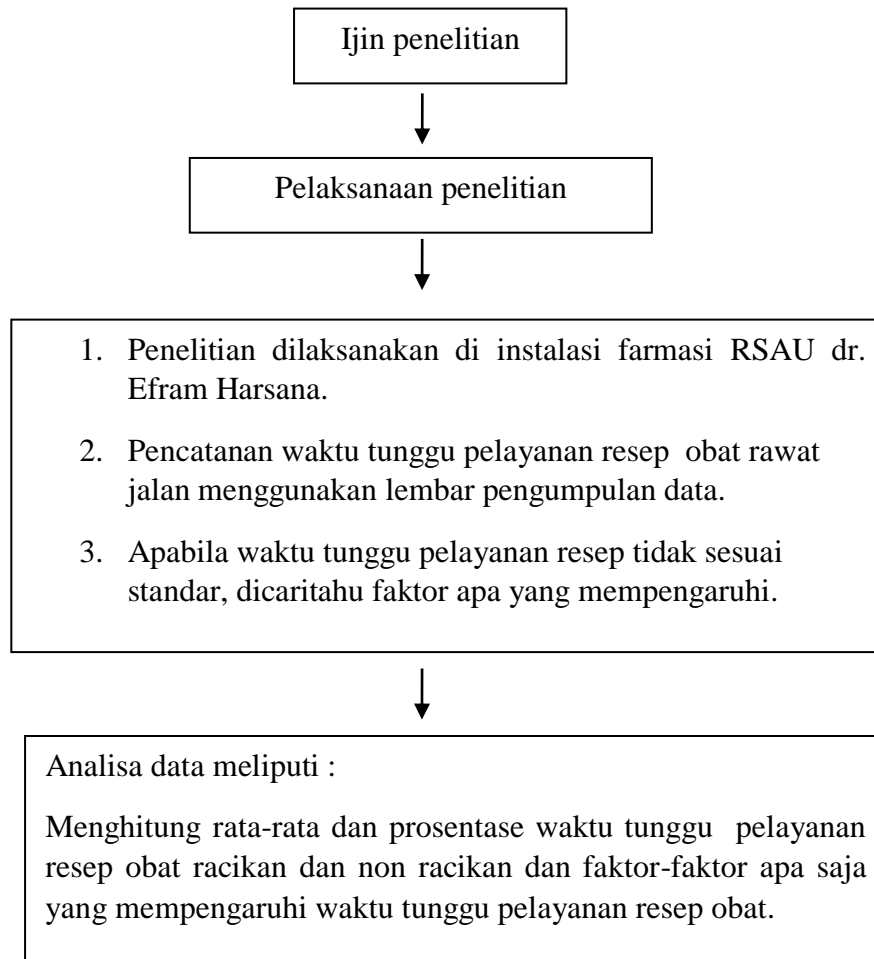 Ijin penelitian
Pelaksanaan penelitian
1. Penelitian dilaksanakan di instalasi farmasi RSAU dr.
Efram Harsana.
2. Pencatanan waktu tunggu pelayanan resep obat rawat
jalan menggunakan lembar pengumpulan data.
3. Apabila waktu tunggu pelayanan resep tidak sesuai
standar, dicaritahu faktor apa yang mempengaruhi.
Analisa data meliputi :
Menghitung rata-rata dan prosentase waktu tunggu pelayanan
resep obat racikan dan non racikan dan faktor-faktor apa saja
yang mempengaruhi waktu tunggu pelayanan resep obat.